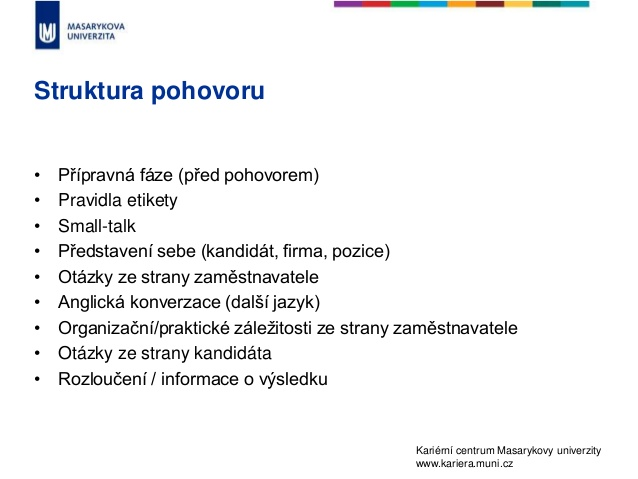 MASARYKOVA
UNIVERZITA
Struktura pohovoru
• Přípravná fáze (před pohovorem)
• Pravidla etikety
• Small-talk
• Představení sebe (kandidát, firma, pozice)
• Otázky ze strany zaměstnavatele
• Anglická konverzace (další jazyk)
• Organizační/praktické záležitosti ze strany zaměstnavatele
• Otázky ze strany kandidáta
• Rozloučení / informace o výsledku
Kariérní centrum Masarykovy univerzity
www.kariera.muni.cz